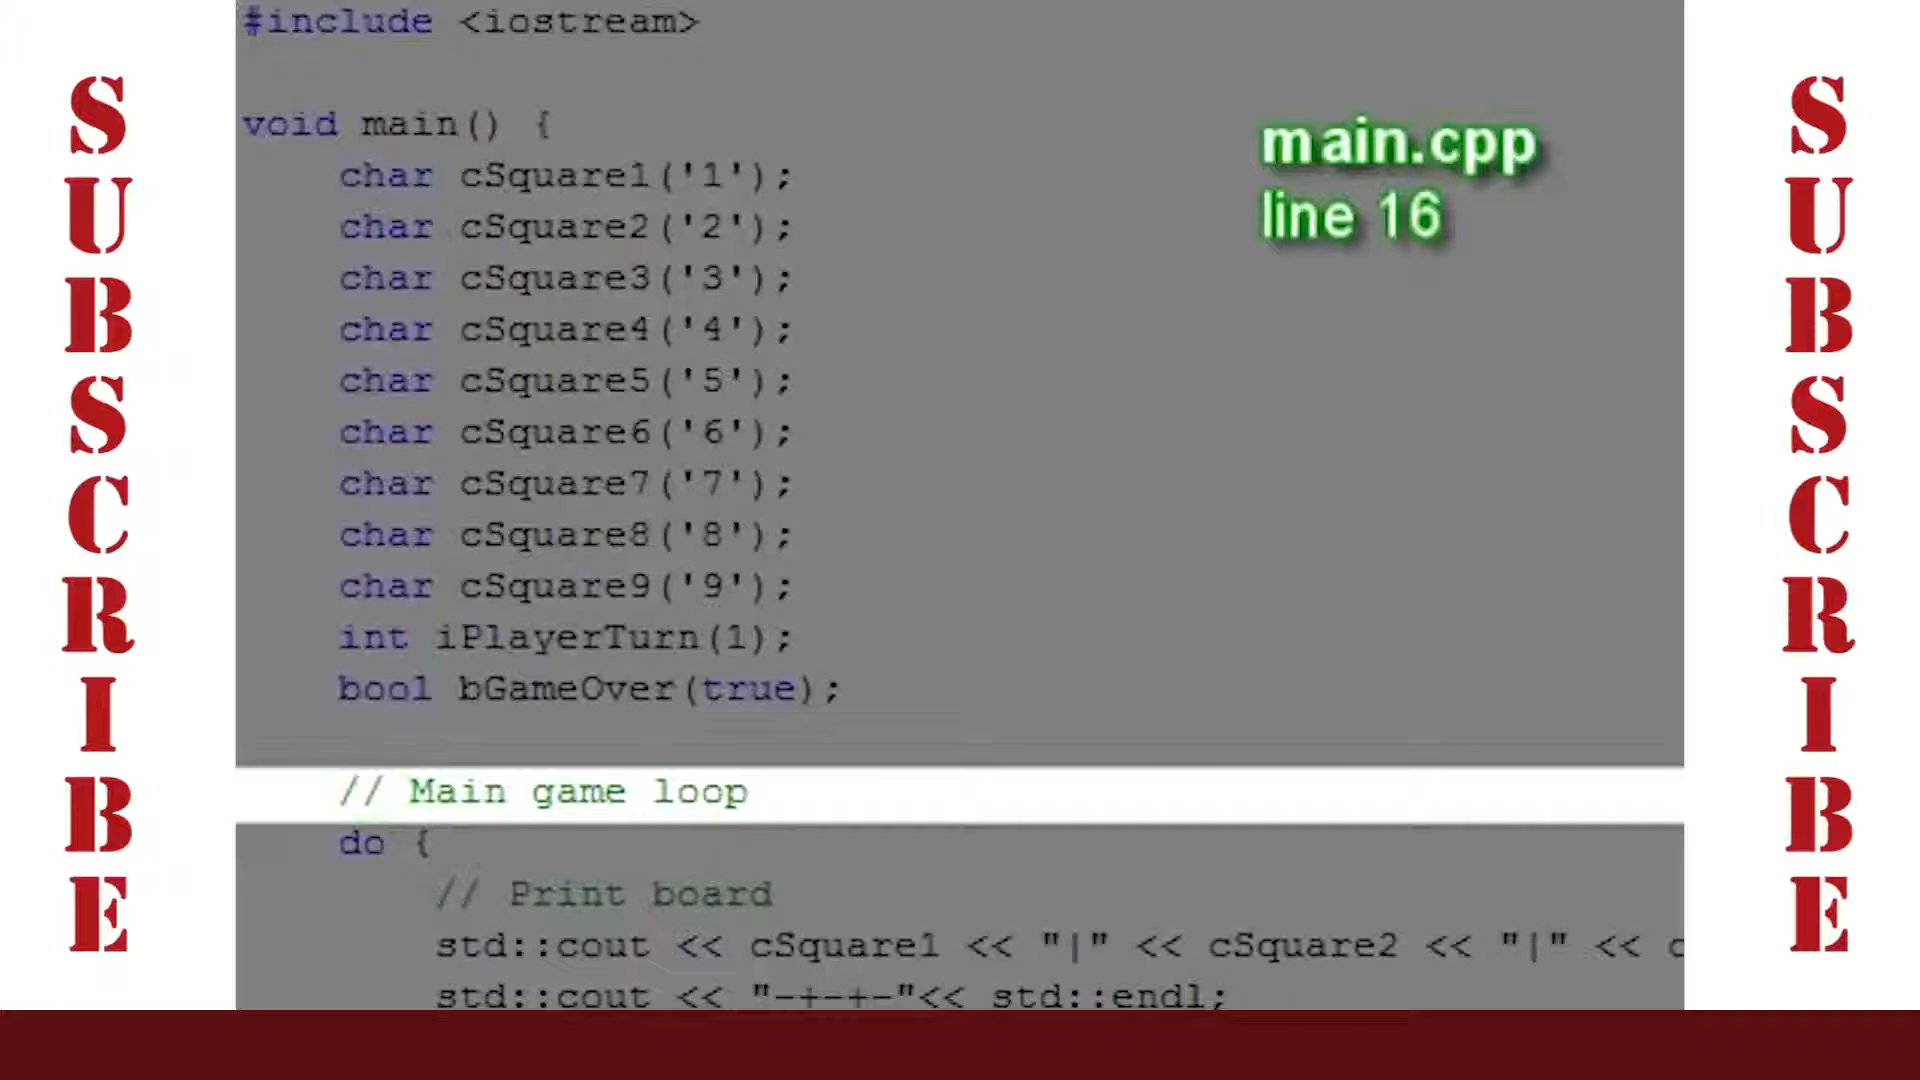 SUBSCRIBE
#include <iostream>
void main() {
char cSquare1('1');
char cSquare2('2');
char cSquare3('3');
char cSquare4('4');
char cSquare5('5');
char cSquare6('6');
char cSquare7('7');
char cSquare8('8');
char cSquare9('9');
int iPlayerTurn(1);
bool bGameOver(true);
// Main game loop
do {
// Print board
std::cout << cSquare1 << "|" << cSquare2 << "|" << c
std::cout << "-+-+-"<< std::endl;
main.cpp
line 16
SUBSCRIBE